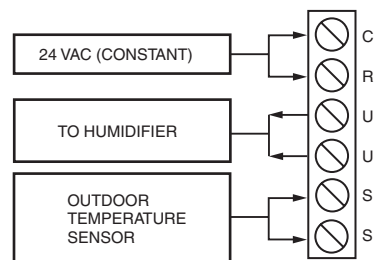 24 VAC (CONSTANT)
C
R
TO HUMIDIFIER
U
U
OUTDOOR
TEMPERATURE
SENSOR
S
S